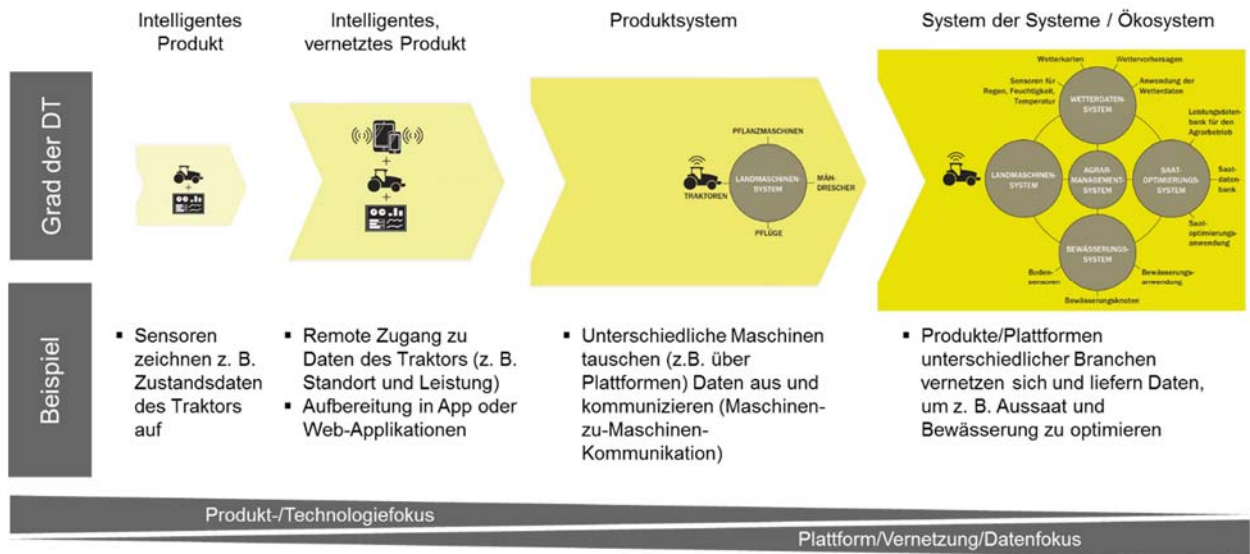 Intelligentes
Produkt
Intelligentes,
vernetztes Produkt
Produktsystem
System der Systeme / Ökosystem
Grad der DT
+
+
+
PFLANZMASCHINEN
LANDMASCHINEN-
SYSTEM
TRAKTOREN
MÄH-
DRESCHER
PFLÜGE
Wetterkarten
Wettervorhersagen
Sensoren für
Regen, Feuchtigkeit,
Temperatur
Anwendung der
Wetterdaten
WETTERDATEN-
SYSTEM
Leistungsdaten-
bank für den
Agrarbetrieb
LANDMASCHINEN-
SYSTEM
AGRAR-
MANAGEMENT-
SYSTEM
SAAT-
OPTIMIERUNGS-
SYSTEM
Saat-
daten-
bank
Saat-
optimierungs-
anwendung
BEWÄSSERUNGS-
SYSTEM
Boden-
sensoren
Bewässerungs-
anwendung
Bewässerungsknoten
Beispiel
▪ Sensoren
zeichnen z. B.
Zustandsdaten
des Traktors
auf
▪ Remote Zugang zu
Daten des Traktors (z. B.
Standort und Leistung)
▪ Aufbereitung in App oder
Web-Applikationen
▪ Unterschiedliche Maschinen
tauschen (z.B. über
Plattformen) Daten aus und
kommunizieren (Maschinen-
zu-Maschinen-
Kommunikation)
▪ Produkte/Plattformen
unterschiedlicher Branchen
vernetzen sich und liefern Daten,
um z. B. Aussaat und
Bewässerung zu optimieren
Produkt-/Technologiefokus
Plattform/Vernetzung/Datenfokus